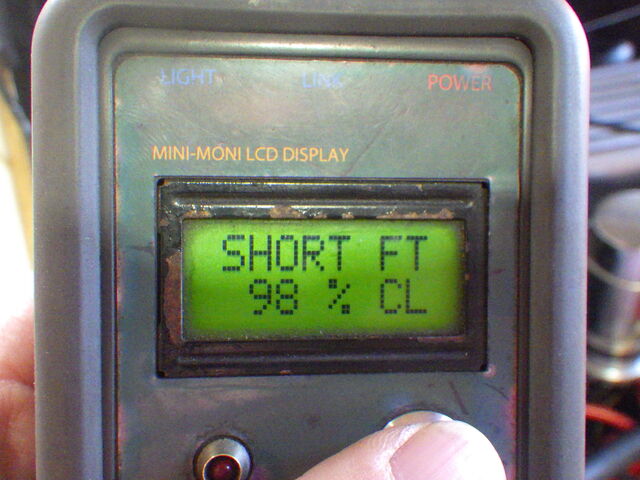 LIGHT LINK POWER
MINI-MONI LCD DISPLAY
SHORT FT
98 % CL